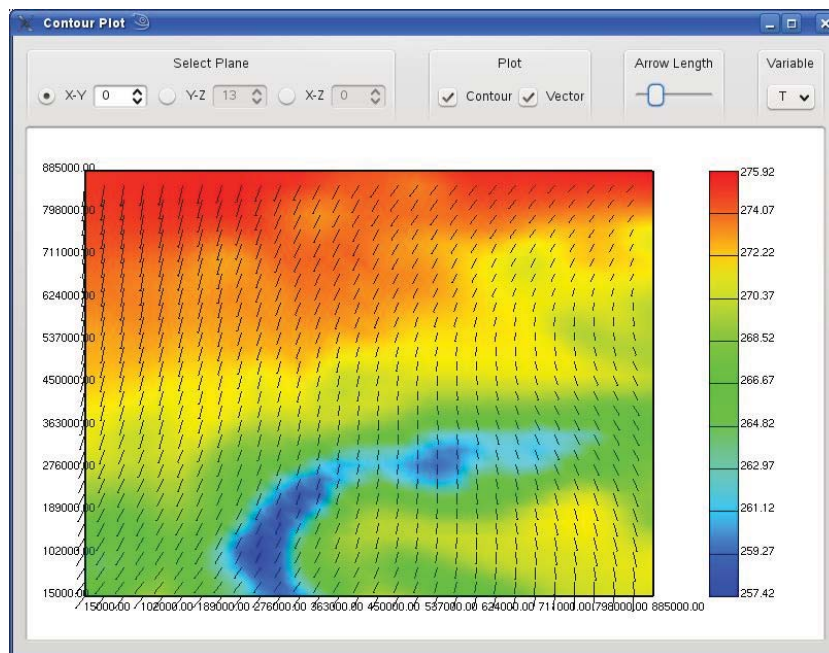 Contour Plot
Select Plane
X-Y 0 Y-Z 13 X-Z 0
Plot
Contour Vector
Arrow Length
Variable
T
885000.00
798000.00
711000.00
624000.00
537000.00
450000.00
363000.00
276000.00
189000.00
102000.00
15000.00
15000.00 102000.00 189000.00 276000.00 363000.00 450000.00 537000.00 624000.00 711000.00 798000.00 885000.00
275.92
274.07
272.22
270.37
268.52
266.67
264.82
262.97
261.12
259.27
257.42